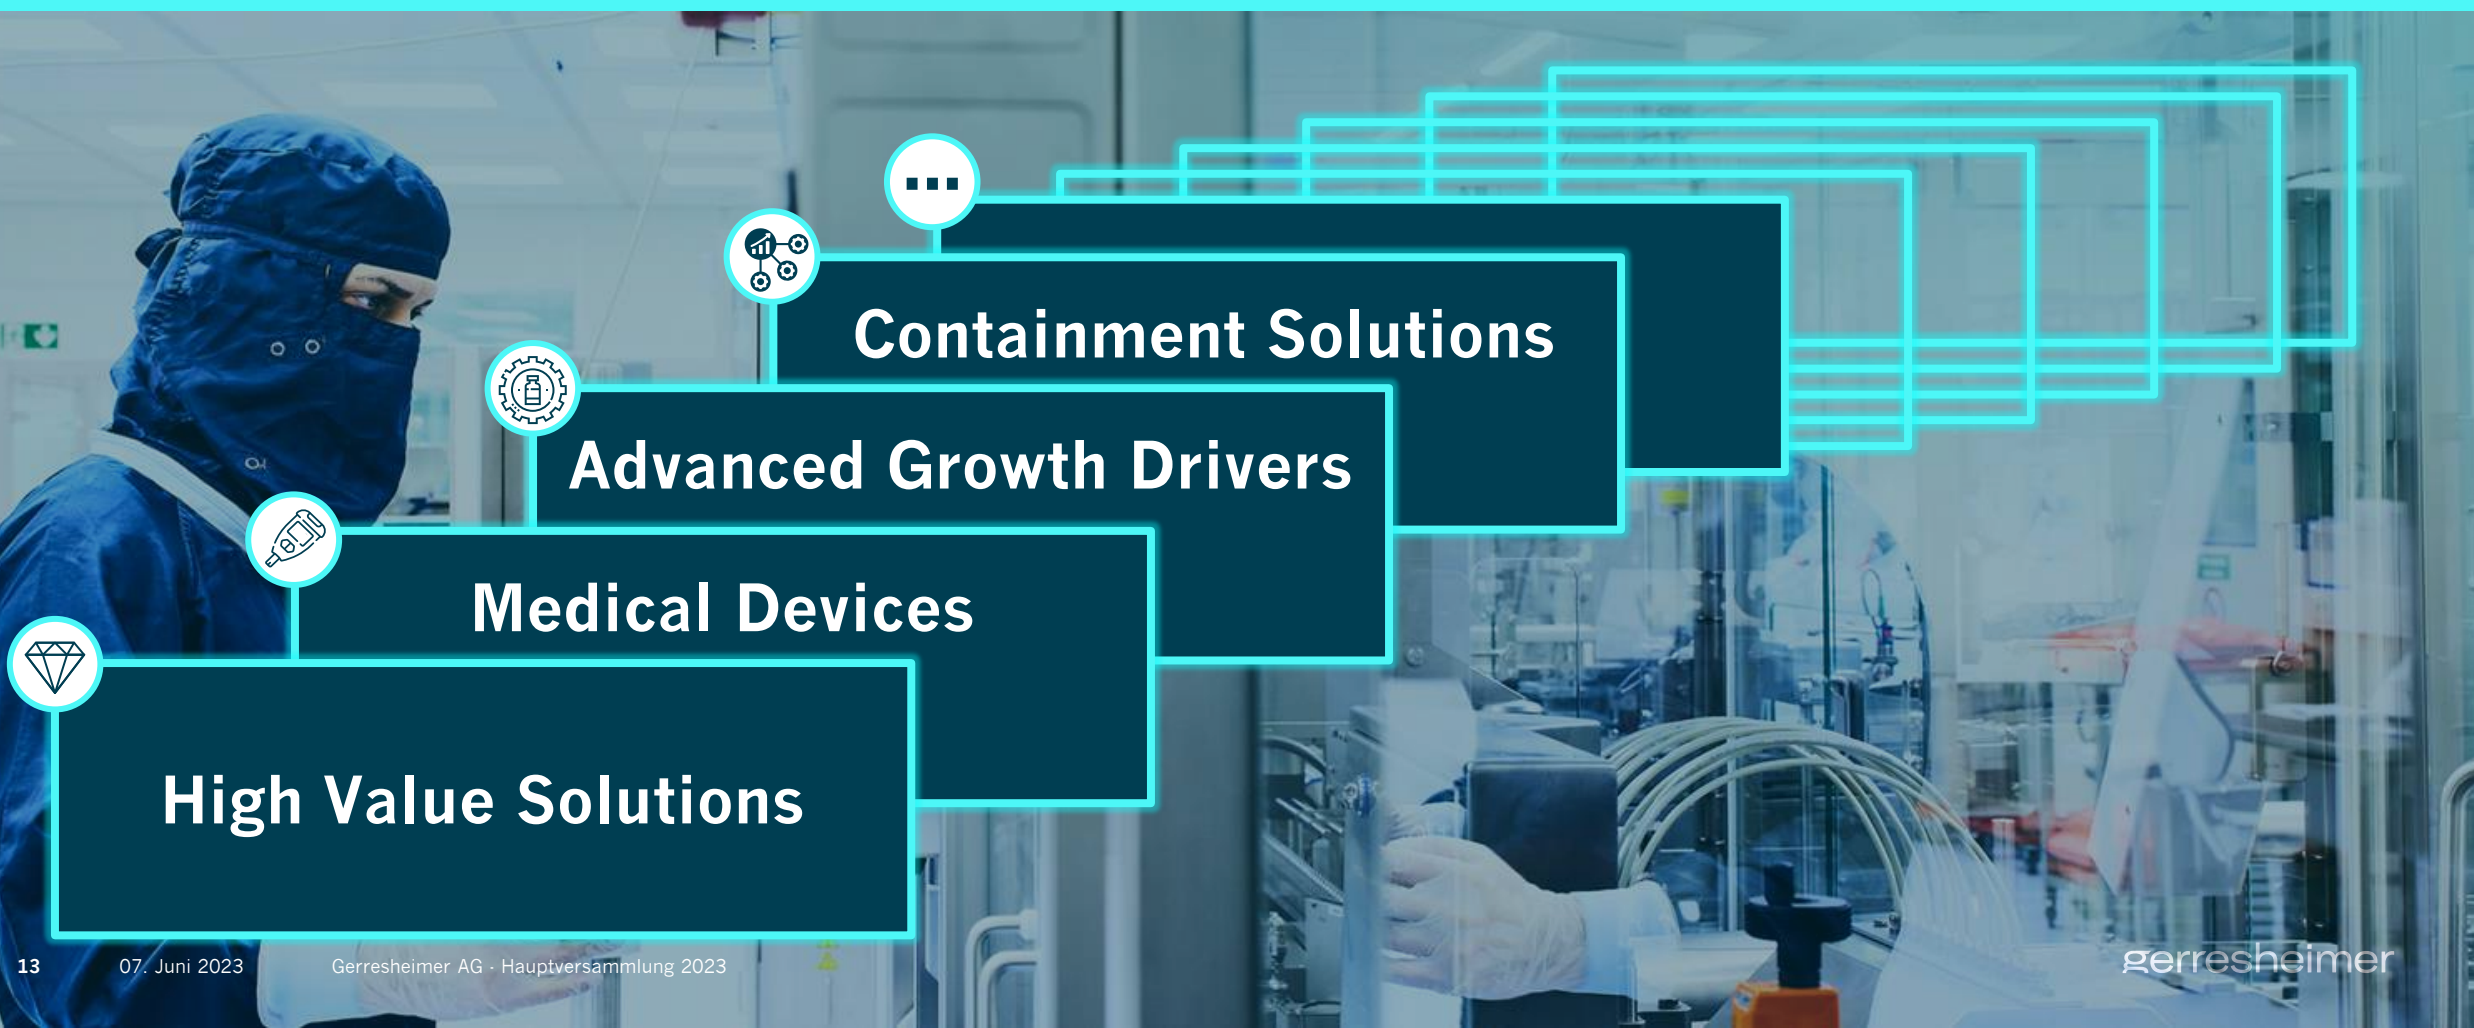 Containment Solutions
Advanced Growth Drivers
Medical Devices
High Value Solutions
13 07. Juni 2023 Gerresheimer AG - Hauptversammlung 2023
gerresheimer